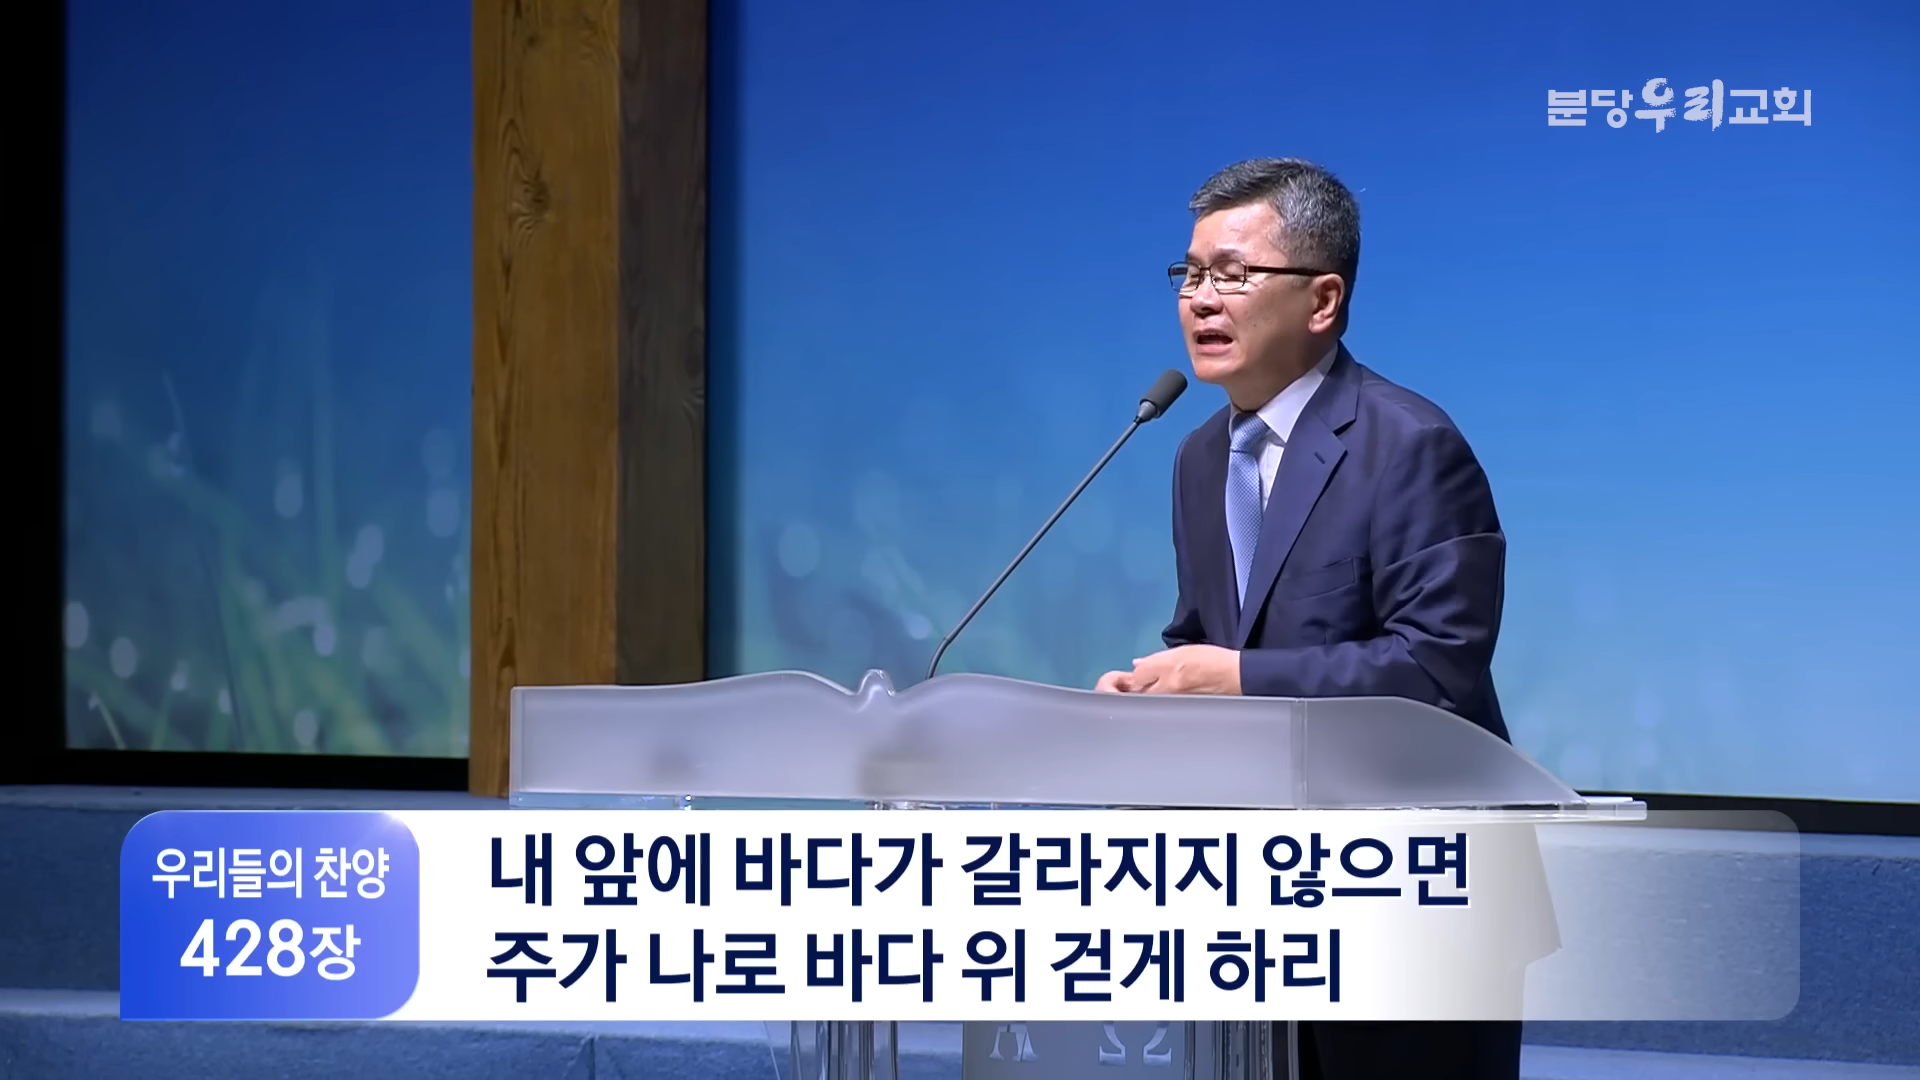 분당우리교회
우리들의 찬양
428장
내 앞에 바다가 갈라지지 않으면
주가 나로 바다 위 걷게 하리
Α Ω